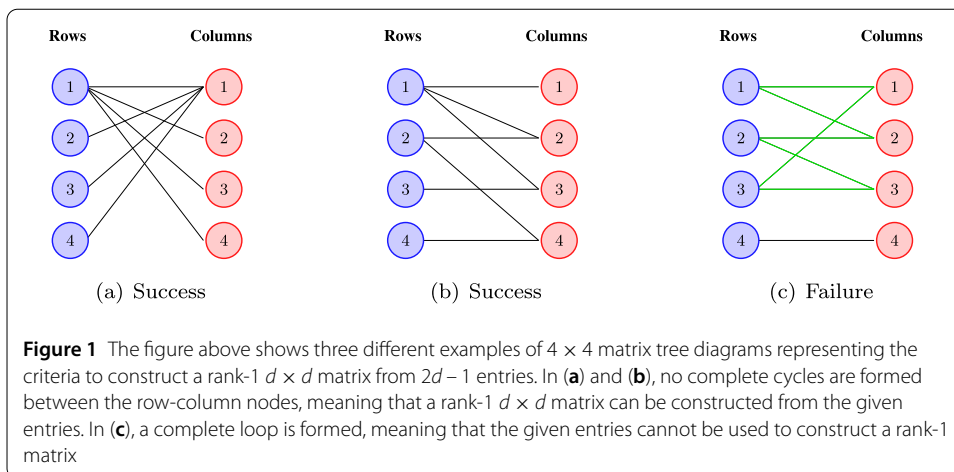 Rows Columns Rows Columns Rows Columns
1 1 1 1 1 1
2 2 2 2 2 2
3 3 3 3 3 3
4 4 4 4 4 4
(a) Success (b) Success (c) Failure
Figure 1 The figure above shows three different examples of 4 × 4 matrix tree diagrams representing the
criteria to construct a rank-1 d × d matrix from 2d – 1 entries. In (a) and (b), no complete cycles are formed
between the row-column nodes, meaning that a rank-1 d × d matrix can be constructed from the given
entries. In (c), a complete loop is formed, meaning that the given entries cannot be used to construct a rank-1
matrix